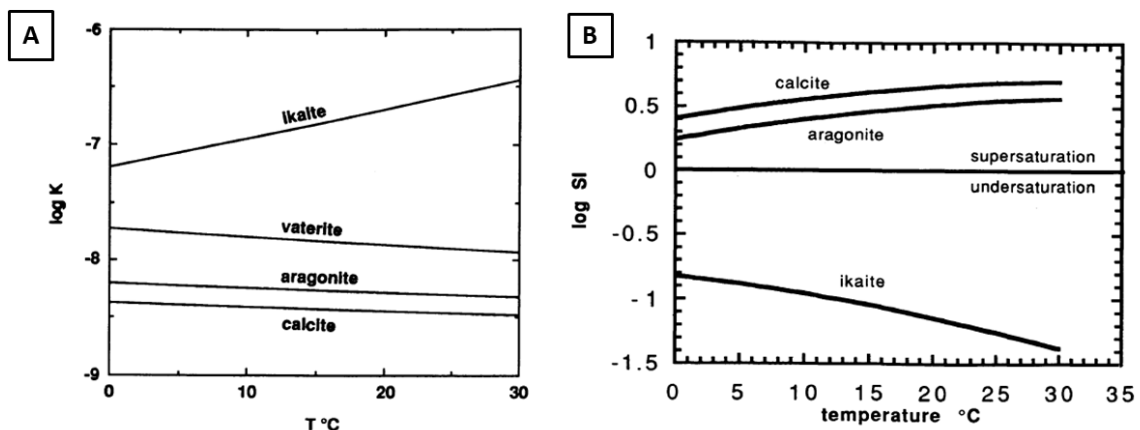 A
-6
-7
-8
-9
log K
ikaite
vaterite
aragonite
calcite
0
10
20
30
T °C
B
1
0.5
0
-0.5
-1
-1.5
log SI
calcite
aragonite
supersaturation
undersaturation
ikaite
0
5
10
15
20
25
30
35
temperature °C